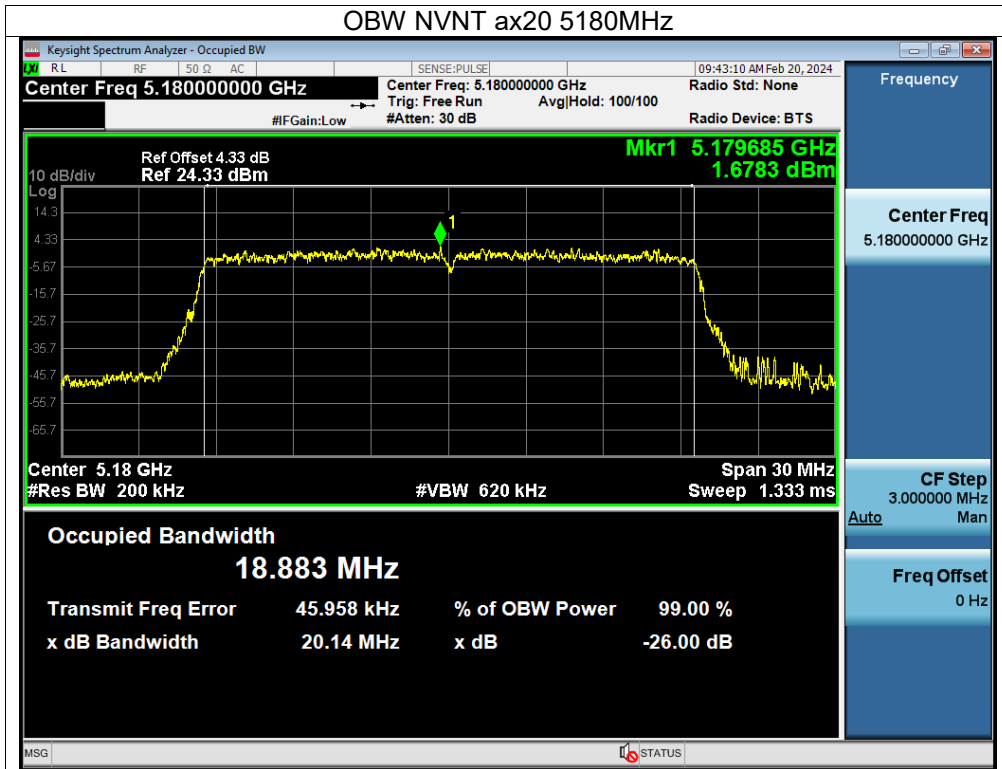 OBW NVNT ax20 5180MHz
Keysight Spectrum Analyzer - Occupied BW
LXI RL RF 50 Ω AC SENSE:PULSE 09:43:10 AM Feb 20, 2024
Center Freq 5.180000000 GHz
Center Freq: 5.180000000 GHz
Radio Std: None
Trig: Free Run Avg|Hold: 100/100
#IFGain:Low
#Atten: 30 dB
Radio Device: BTS
Mkr1 5.179685 GHz
1.6783 dBm
Ref Offset 4.33 dB
10 dB/div Ref 24.33 dBm
Log
14.3
1
4.33
-5.67
-15.7
-25.7
-35.7
-45.7
-55.7
-65.7
Center 5.18 GHz Span 30 MHz
#Res BW 200 kHz #VBW 620 kHz Sweep 1.333 ms
Occupied Bandwidth
18.883 MHz
Transmit Freq Error 45.958 kHz % of OBW Power 99.00 %
x dB Bandwidth 20.14 MHz x dB -26.00 dB
Frequency
Center Freq
5.180000000 GHz
CF Step
3.000000 MHz
Auto Man
Freq Offset
0 Hz
MSG STATUS